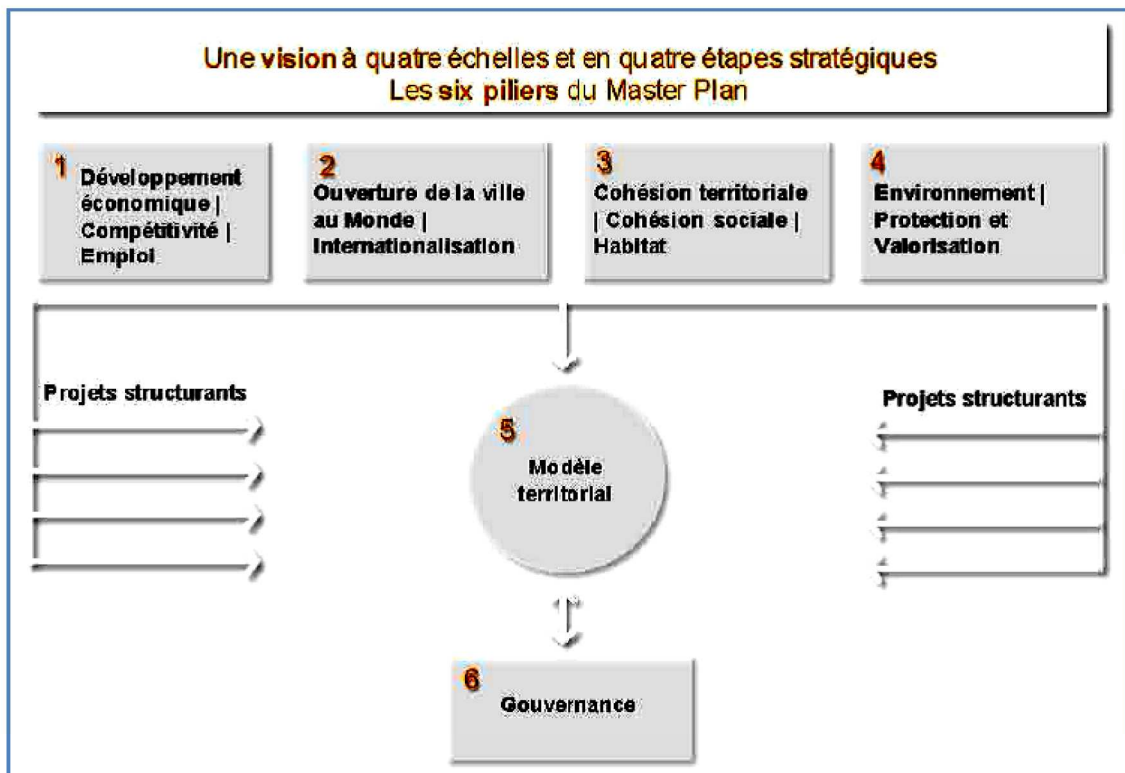 Une vision à quatre échelles et en quatre étapes stratégiques
Les six piliers du Master Plan
1
Développement
économique |
Compétitivité |
Emploi
2
Ouverture de la ville
au Monde |
Internationalisation
3
Cohésion territoriale
| Cohésion sociale |
Habitat
4
Environnement |
Protection et
Valorisation
Projets structurants
Projets structurants
5
Modèle
territorial
6
Gouvernance